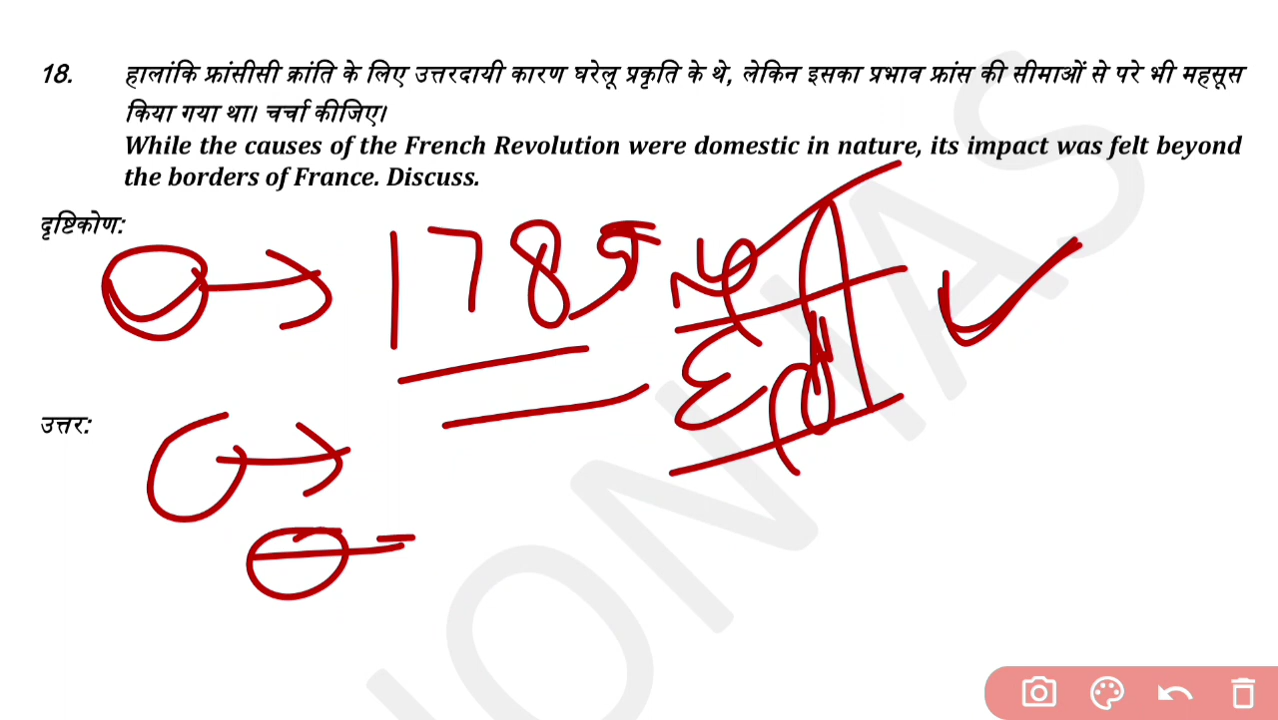 18. हालांकि फ्रांसीसी क्रांति के लिए उत्तरदायी कारण घरेलू प्रकृति के थे, लेकिन इसका प्रभाव फ्रांस की सीमाओं से परे भी महसूस
किया गया था। चर्चा कीजिए।
While the causes of the French Revolution were domestic in nature, its impact was felt beyond
the borders of France. Discuss.
दृष्टिकोण:
उत्तर: